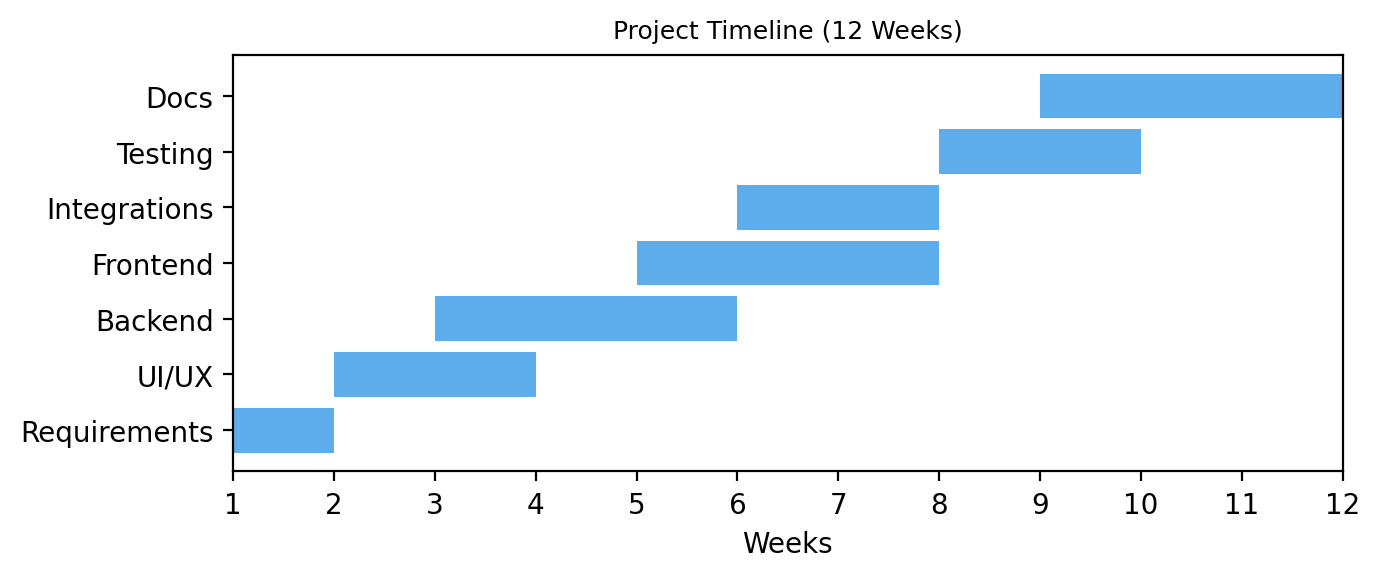 Project Timeline (12 Weeks)
Docs
Testing
Integrations
Frontend
Backend
UI/UX
Requirements
1 2 3 4 5 6 7 8 9 10 11 12
Weeks